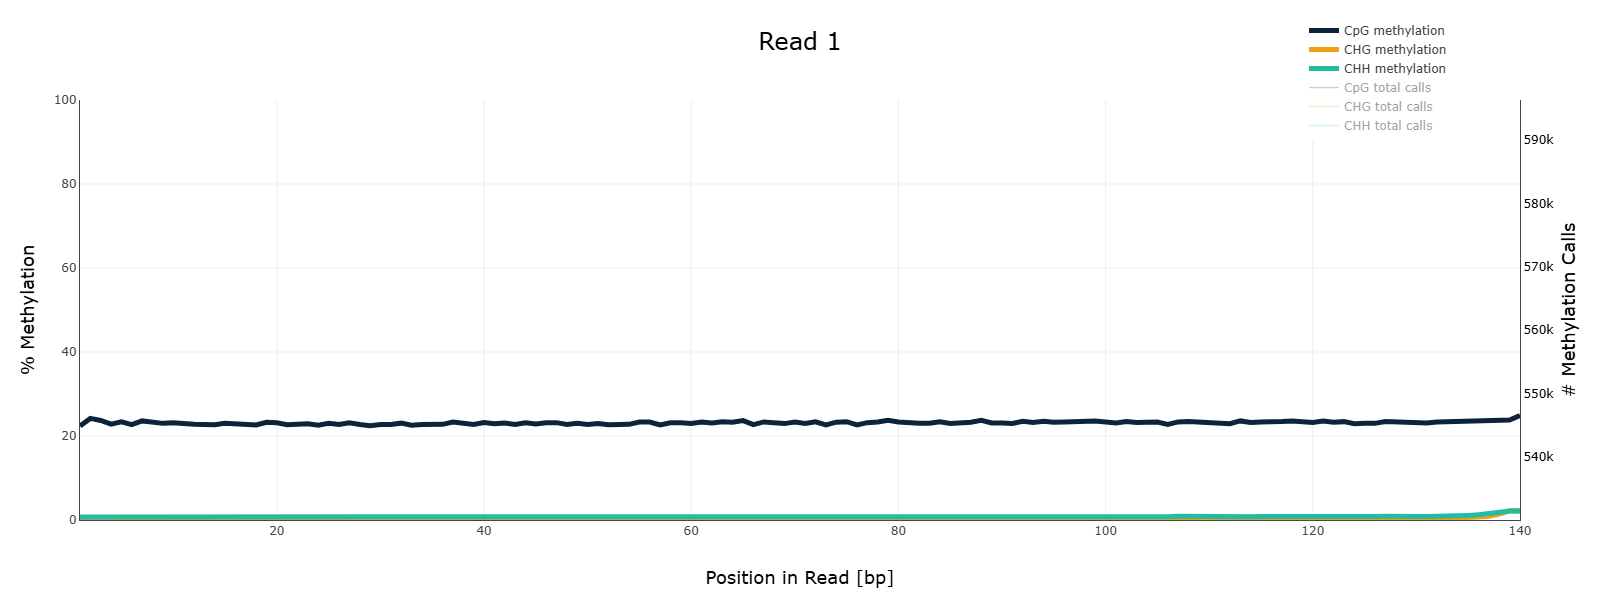 Read 1
CpG methylation
CHG methylation
CHH methylation
CpG total calls
CHG total calls
CHH total calls
100
80
60
40
20
0
% Methylation
590k
580k
570k
560k
550k
540k
# Methylation Calls
20
40
60
80
100
120
140
Position in Read [bp]